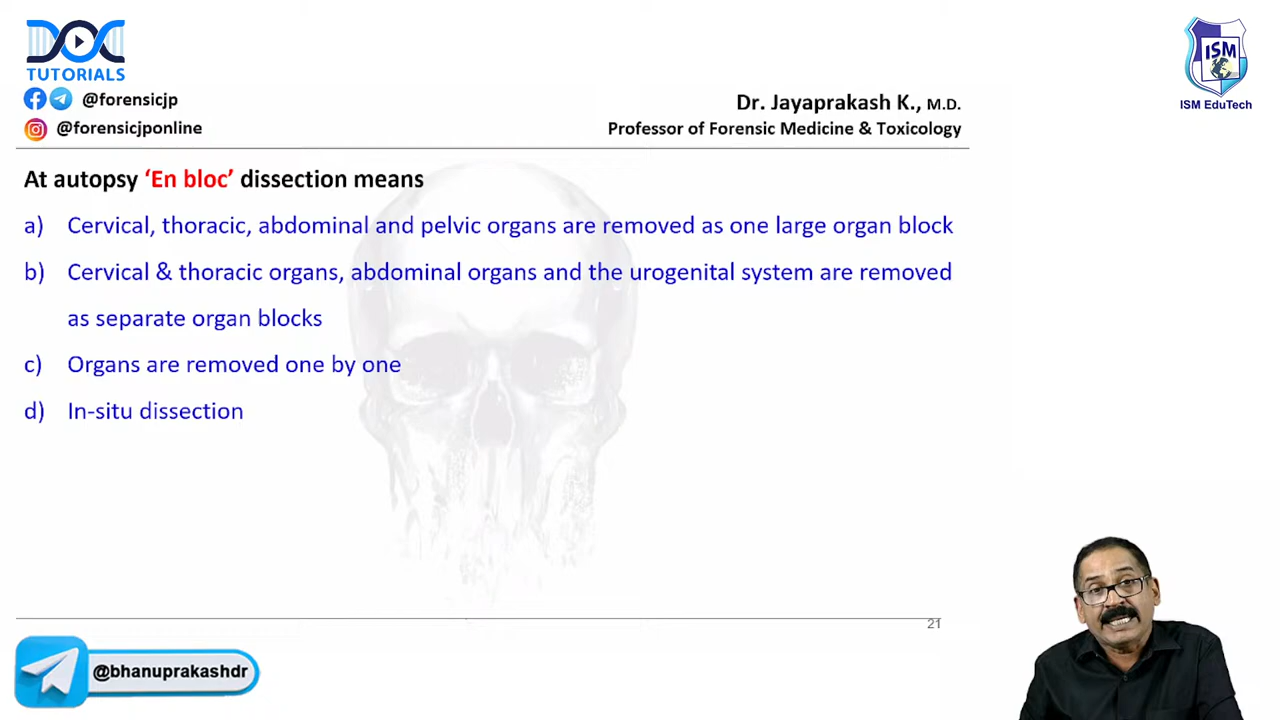 DOC
TUTORIALS
@forensicjp
@forensicjponline
ISM
ISM EduTech
Dr. Jayaprakash K., M.D.
Professor of Forensic Medicine & Toxicology
At autopsy ‘En bloc’ dissection means
a) Cervical, thoracic, abdominal and pelvic organs are removed as one large organ block
b) Cervical & thoracic organs, abdominal organs and the urogenital system are removed
as separate organ blocks
c) Organs are removed one by one
d) In-situ dissection
21
@bhanuprakashdr